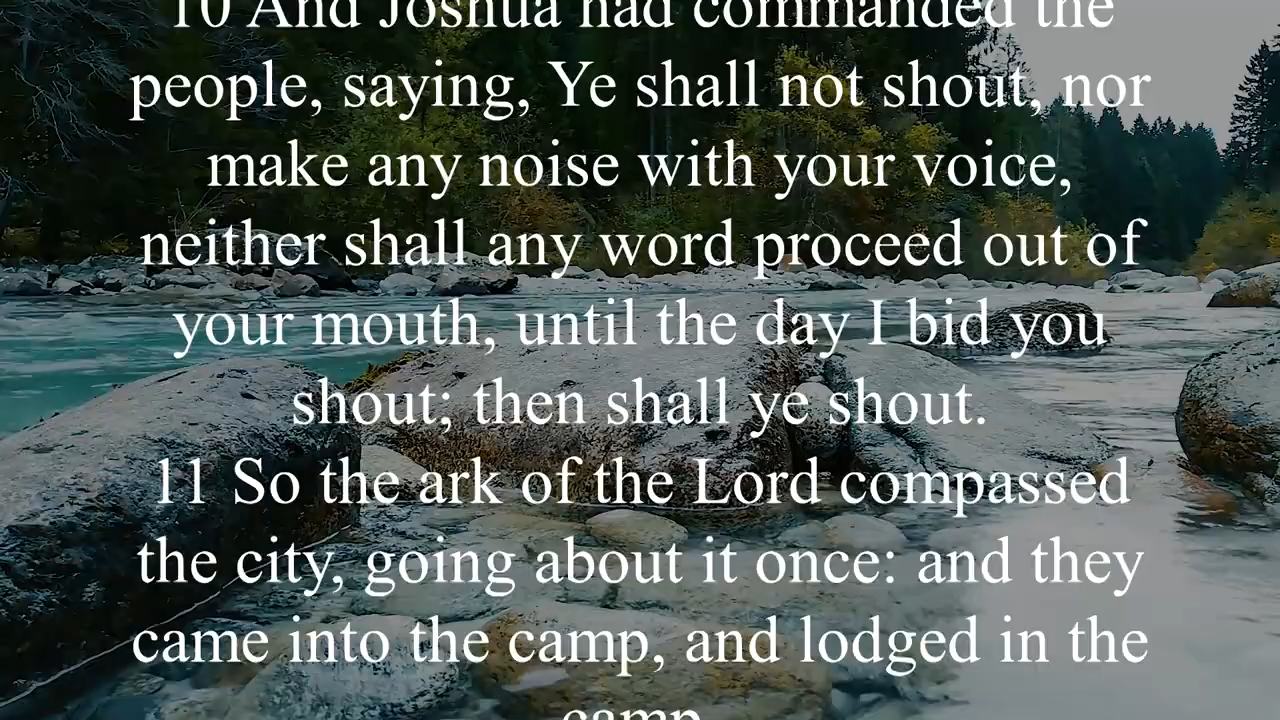 10 And Joshua had commanded the
people, saying, Ye shall not shout, nor
make any noise with your voice,
neither shall any word proceed out of
your mouth, until the day I bid you
shout; then shall ye shout.
11 So the ark of the Lord compassed
the city, going about it once: and they
came into the camp, and lodged in the
camp